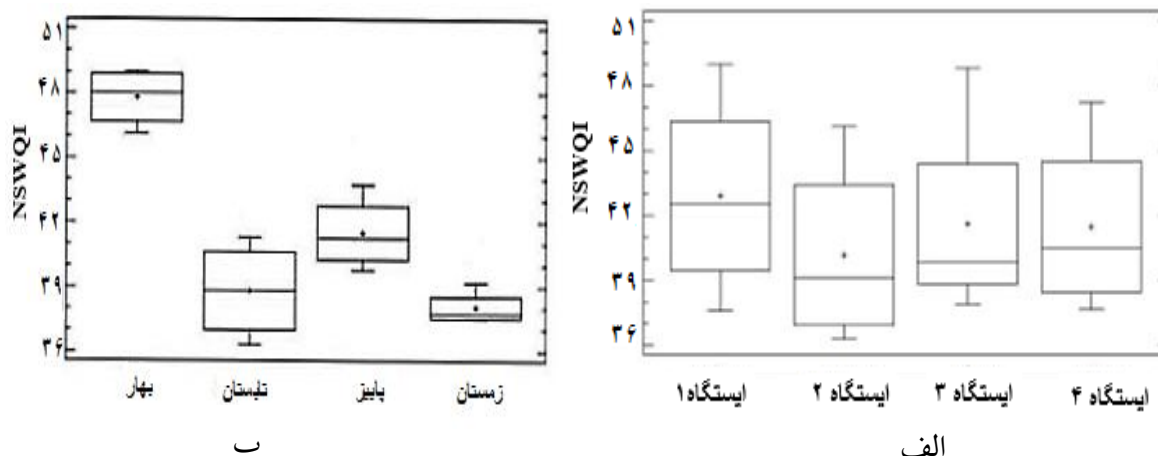 ۵۱
۴۸
۴۵
۴۲
۳۹
۳۶
NSWQI
ایستگاه۱
ایستگاه ۲
ایستگاه ۳
ایستگاه ۴
الف
۵۱
۴۸
۴۵
۴۲
۳۹
۳۶
NSWQI
بهار
تابستان
پاییز
زمستان
ب